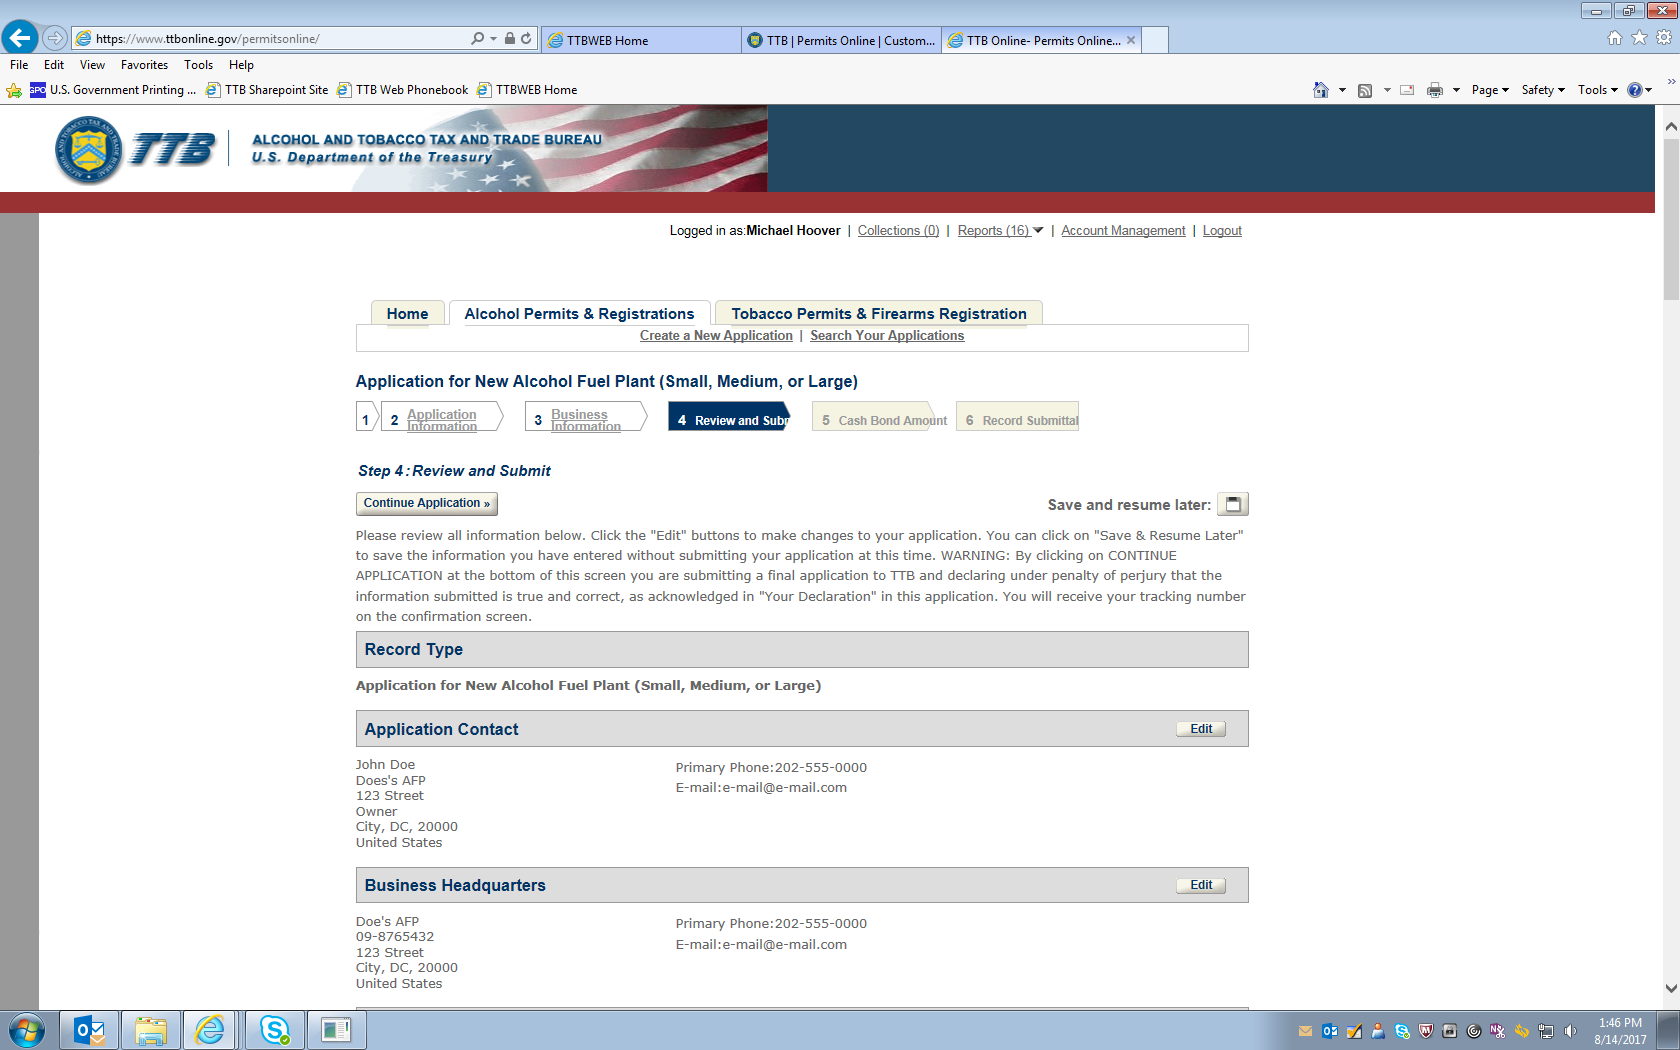 https://www.ttbonline.gov/permitsonline/
TTBWEB Home
TTB | Permits Online | Custom...
TTB Online- Permits Online...
File Edit View Favorites Tools Help
GPO U.S. Government Printing ... TTB Sharepoint Site TTB Web Phonebook TTBWEB Home
Page Safety Tools
TTB ALCOHOL AND TOBACCO TAX AND TRADE BUREAU
U.S. Department of the Treasury
Logged in as:Michael Hoover | Collections (0) | Reports (16) | Account Management | Logout
Home Alcohol Permits & Registrations Tobacco Permits & Firearms Registration
Create a New Application | Search Your Applications
Application for New Alcohol Fuel Plant (Small, Medium, or Large)
1 2 Application Information 3 Business Information 4 Review and Subm 5 Cash Bond Amount 6 Record Submittal
Step 4:Review and Submit
Continue Application »
Save and resume later:
Please review all information below. Click the "Edit" buttons to make changes to your application. You can click on "Save & Resume Later"
to save the information you have entered without submitting your application at this time. WARNING: By clicking on CONTINUE
APPLICATION at the bottom of this screen you are submitting a final application to TTB and declaring under penalty of perjury that the
information submitted is true and correct, as acknowledged in "Your Declaration" in this application. You will receive your tracking number
on the confirmation screen.
Record Type
Application for New Alcohol Fuel Plant (Small, Medium, or Large)
Application Contact
Edit
John Doe
Does's AFP
123 Street
Owner
City, DC, 20000
United States
Primary Phone:202-555-0000
E-mail:e-mail@e-mail.com
Business Headquarters
Edit
Doe's AFP
09-8765432
123 Street
City, DC, 20000
United States
Primary Phone:202-555-0000
E-mail:e-mail@e-mail.com
1:46 PM
8/14/2017